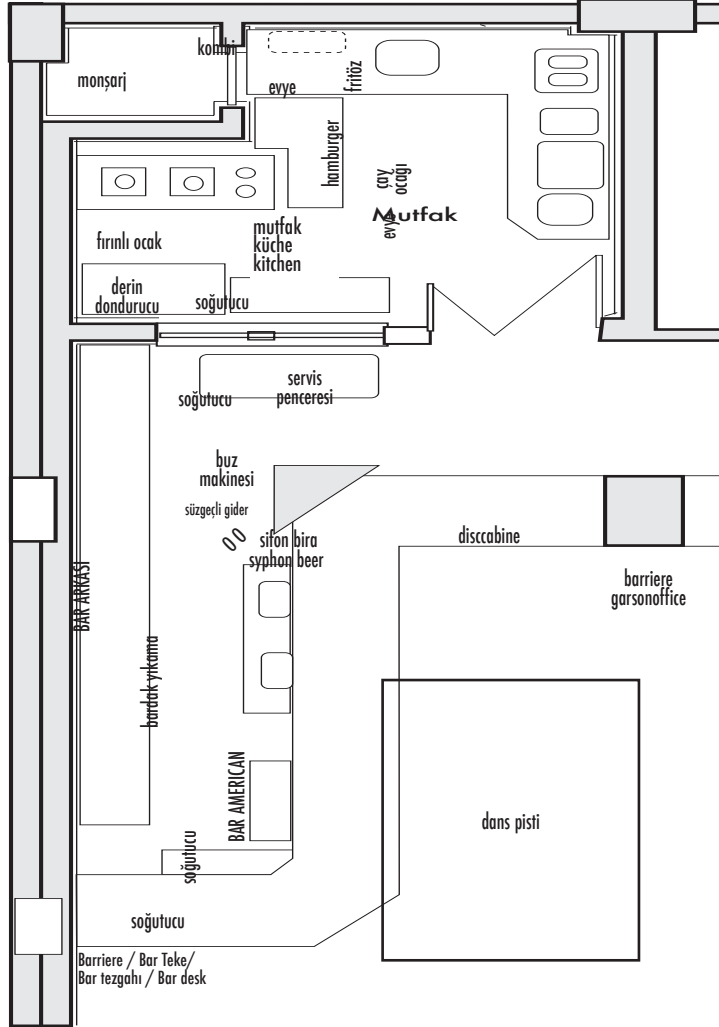 kombi
monşarj
evye
fritöz
hamburger
çay
ocağı
Mutfak
evye
fırınlı ocak
mutfak
küche
kitchen
derin
dondurucu
soğutucu
servis
penceresi
soğutucu
buz
makinesi
süzgeçli gider
sifon bira
syphon beer
disccabine
barriere
garsonoffice
BAR ARKASI
bardak yıkama
BAR AMERICAN
dans pisti
soğutucu
soğutucu
Barriere / Bar Teke/
Bar tezgahı / Bar desk